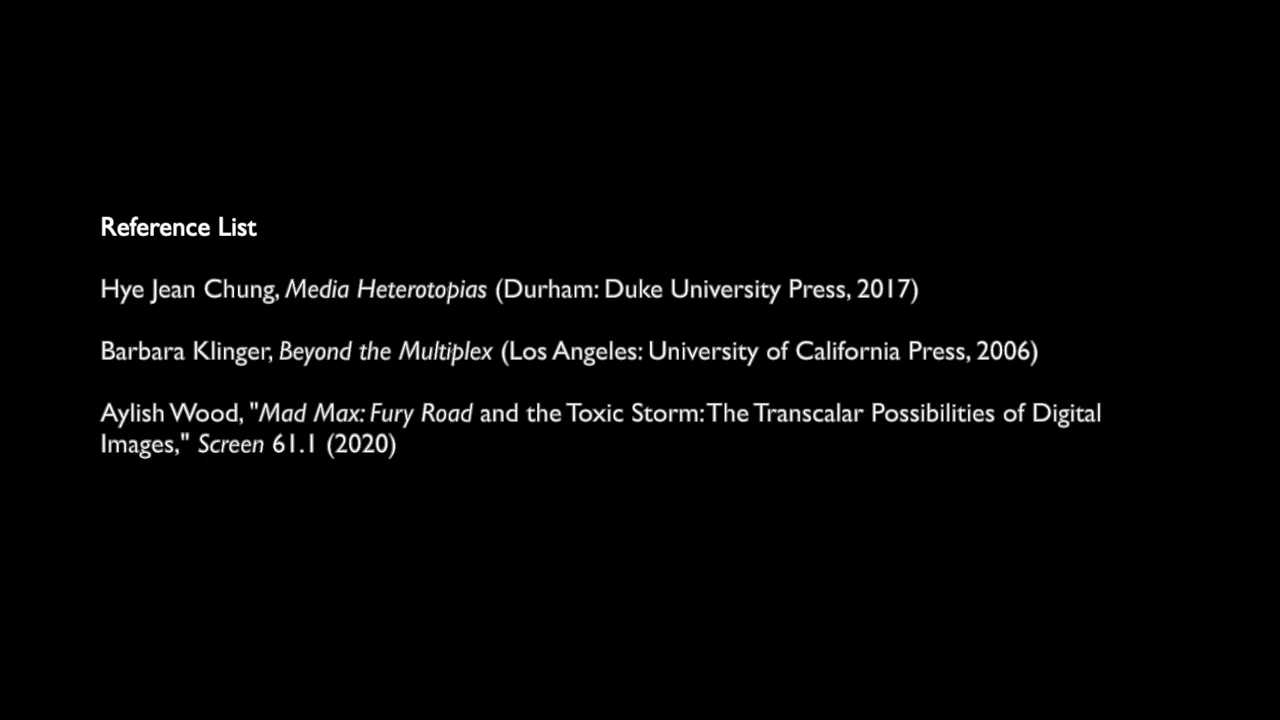 Reference List
Hye Jean Chung, Media Heterotopias (Durham: Duke University Press, 2017)
Barbara Klinger, Beyond the Multiplex (Los Angeles: University of California Press, 2006)
Aylish Wood, "Mad Max: Fury Road and the Toxic Storm: The Transcalar Possibilities of Digital
Images," Screen 61.1 (2020)